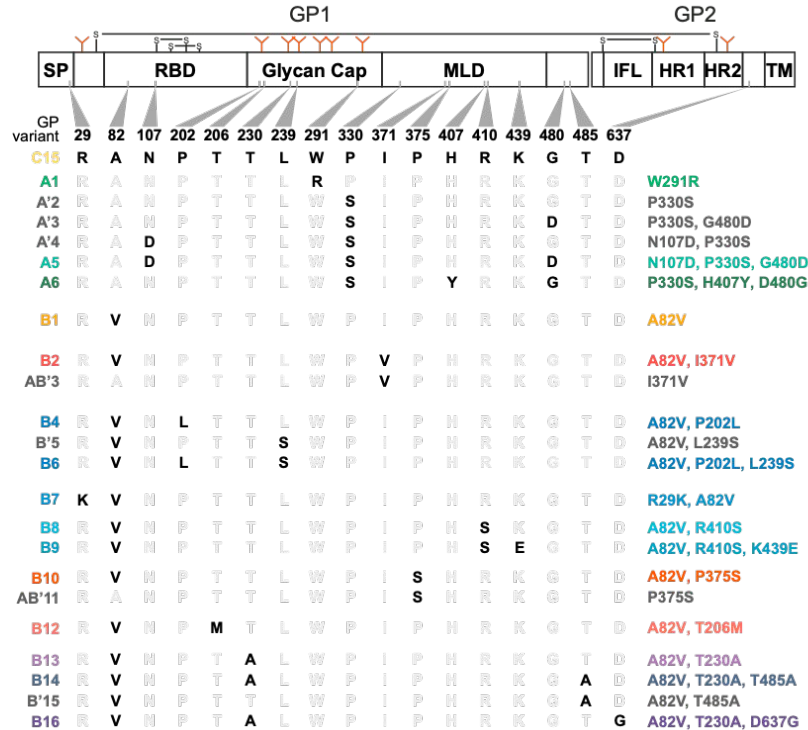 GP1 GP2
S S S S S S S S S S
SP RBD Glycan Cap MLD IFL HR1 HR2 TM
GP variant 29 82 107 202 206 230 239 291 330 371 375 407 410 439 480 485 637
C15 R A N P T T L W P I P H R K G T D
A1 R A N P T T L R P I P H R K G T D W291R
A'2 R A N P T T L W S I P H R K G T D P330S
A'3 R A N P T T L W S I P H R K D T D P330S, G480D
A'4 R A D P T T L W S I P H R K G T D N107D, P330S
A5 R A D P T T L W S I P H R K D T D N107D, P330S, G480D
A6 R A N P T T L W S I P Y R K G T D P330S, H407Y, D480G
B1 R V N P T T L W P I P H R K G T D A82V
B2 R V N P T T L W P V P H R K G T D A82V, I371V
AB'3 R A N P T T L W P V P H R K G T D I371V
B4 R V N L T T L W P I P H R K G T D A82V, P202L
B'5 R V N P T T S W P I P H R K G T D A82V, L239S
B6 R V N L T T S W P I P H R K G T D A82V, P202L, L239S
B7 K V N P T T L W P I P H R K G T D R29K, A82V
B8 R V N P T T L W P I P H S K G T D A82V, R410S
B9 R V N P T T L W P I P H S E G T D A82V, R410S, K439E
B10 R V N P T T L W P I S H R K G T D A82V, P375S
AB'11 R A N P T T L W P I S H R K G T D P375S
B12 R V N P M T L W P I P H R K G T D A82V, T206M
B13 R V N P T A L W P I P H R K G T D A82V, T230A
B14 R V N P T A L W P I P H R K G A D A82V, T230A, T485A
B'15 R V N P T T L W P I P H R K G A D A82V, T485A
B16 R V N P T A L W P I P H R K G T G A82V, T230A, D637G